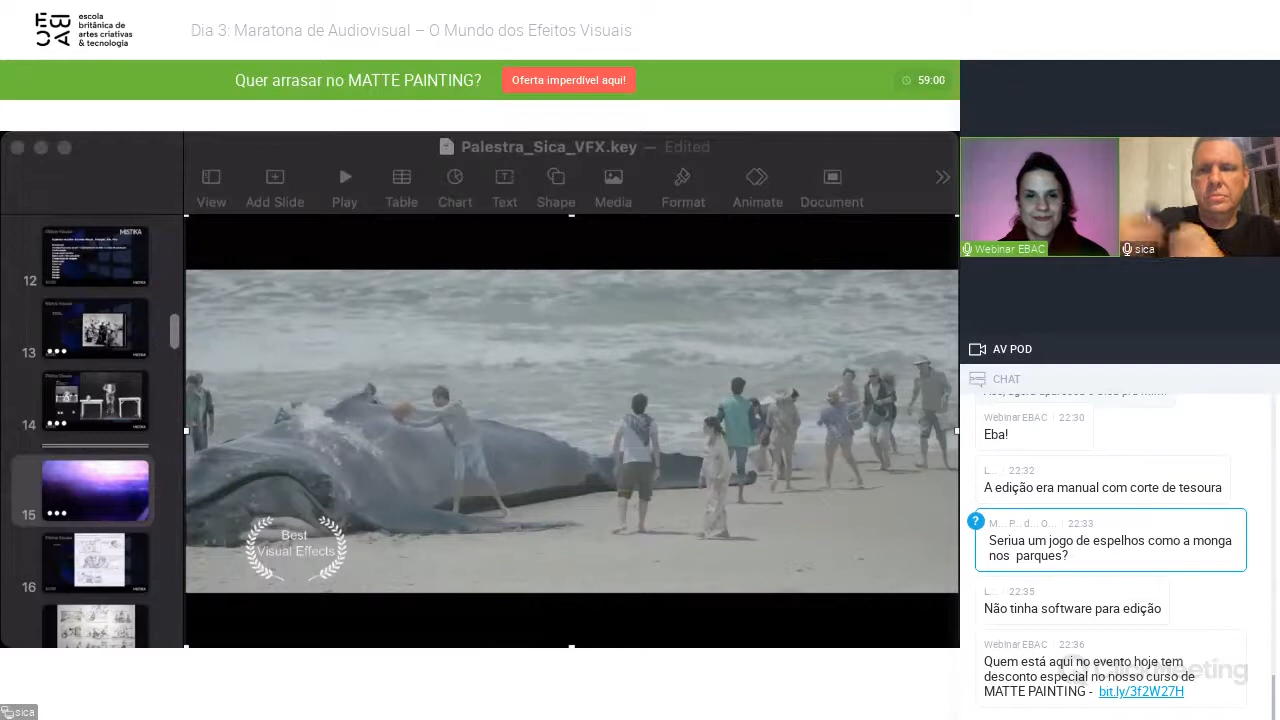 escola
britânica de
artes criativas
& tecnologia
Dia 3: Maratona de Audiovisual – O Mundo dos Efeitos Visuais
Quer arrasar no MATTE PAINTING?
Oferta imperdível aqui!
59:00
Palestra_Sica_VFX.key — Edited
View
Add Slide
Play
Table
Chart
Text
Shape
Media
Format
Animate
Document
12
MISTIKA
13
14
15
16
Best
Visual Effects
Webinar EBAC
sica
AV POD
CHAT
Webinar EBAC 22:30
Eba!
L... 22:32
A edição era manual com corte de tesoura
?
M... P... d... O... 22:33
Seriua um jogo de espelhos como a monga
nos parques?
L... 22:35
Não tinha software para edição
Webinar EBAC 22:36
Quem está aqui no evento hoje tem
desconto especial no nosso curso de
MATTE PAINTING - bit.ly/3f2W27H
sica